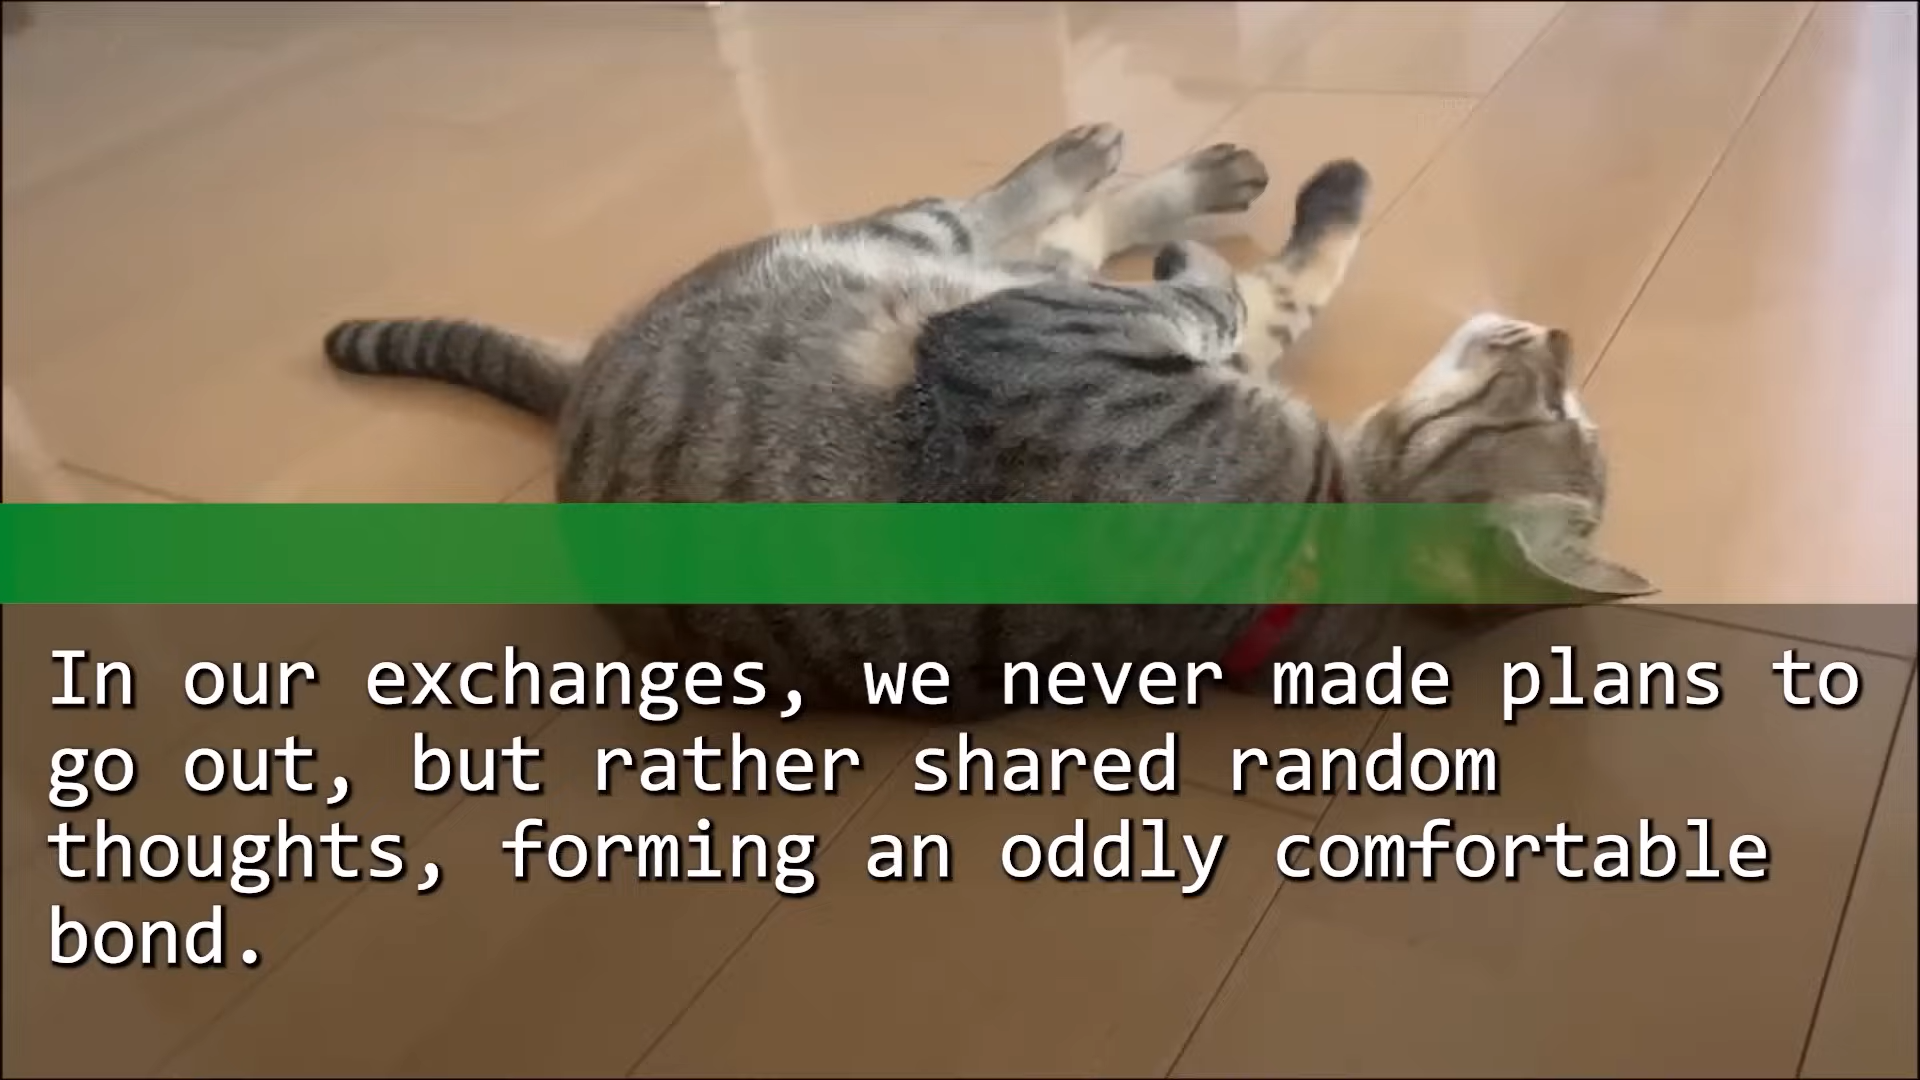 In our exchanges, we never made plans to
go out, but rather shared random
thoughts, forming an oddly comfortable
bond.